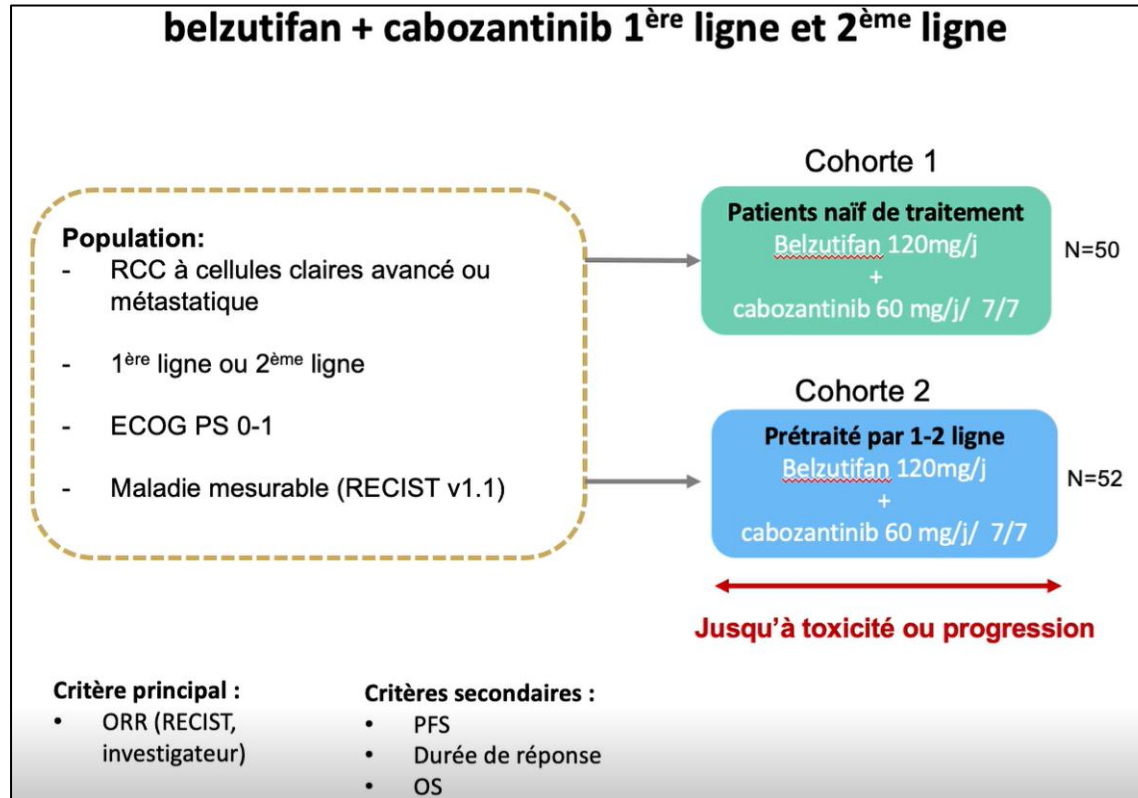 belzutifan + cabozantinib 1ère ligne et 2ème ligne
Population:
- RCC à cellules claires avancé ou
métastatique
- 1ère ligne ou 2ème ligne
- ECOG PS 0-1
- Maladie mesurable (RECIST v1.1)
Cohorte 1
Patients naïf de traitement
Belzutifan 120mg/j
+
cabozantinib 60 mg/j/ 7/7
N=50
Cohorte 2
Prétraité par 1-2 ligne
Belzutifan 120mg/j
+
cabozantinib 60 mg/j/ 7/7
N=52
Jusqu'à toxicité ou progression
Critère principal :
• ORR (RECIST,
investigateur)
Critères secondaires :
• PFS
• Durée de réponse
• OS